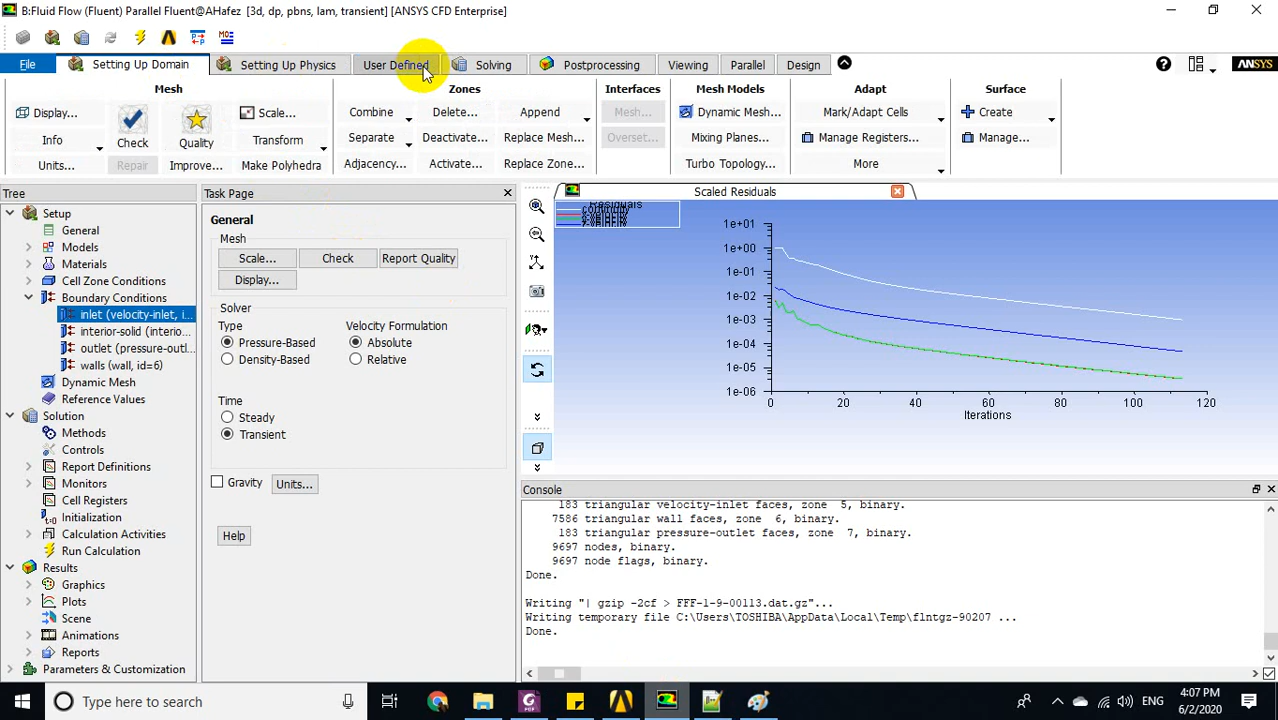 B:Fluid Flow (Fluent) Parallel Fluent@AHafez [3d, dp, pbns, lam, transient] [ANSYS CFD Enterprise]
File Setting Up Domain Setting Up Physics User Defined Solving Postprocessing Viewing Parallel Design ANSYS
Mesh Zones Interfaces Mesh Models Adapt Surface
Display... Scale... Combine Delete... Append Mesh... Dynamic Mesh... Mark/Adapt Cells Create
Info Check Quality Transform Separate Deactivate... Replace Mesh... Overset... Mixing Planes... Manage Registers... Manage...
Units... Repair Improve... Make Polyhedra Adjacency... Activate... Replace Zone... Turbo Topology... More
Tree
Setup
General
Models
Materials
Cell Zone Conditions
Boundary Conditions
inlet (velocity-inlet, i...
interior-solid (interio...
outlet (pressure-outl...
walls (wall, id=6)
Dynamic Mesh
Reference Values
Solution
Methods
Controls
Report Definitions
Monitors
Cell Registers
Initialization
Calculation Activities
Run Calculation
Results
Graphics
Plots
Scene
Animations
Reports
Parameters & Customization
Task Page
General
Mesh
Scale... Check Report Quality
Display...
Solver
Type Velocity Formulation
Pressure-Based Absolute
Density-Based Relative
Time
Steady
Transient
Gravity Units...
Help
Scaled Residuals
Residuals
continuity
x-velocity
y-velocity
z-velocity
1e+01
1e+00
1e-01
1e-02
1e-03
1e-04
1e-05
1e-06
0 20 40 60 80 100 120
Iterations
Console
183 triangular velocity-inlet faces, zone 5, binary.
7586 triangular wall faces, zone 6, binary.
183 triangular pressure-outlet faces, zone 7, binary.
9697 nodes, binary.
9697 node flags, binary.
Done.
Writing "| gzip -2cf > FFF-1-9-00113.dat.gz"...
Writing temporary file C:\Users\TOSHIBA\AppData\Local\Temp\flntgz-90207 ...
Done.
Type here to search
ENG
4:07 PM
6/2/2020